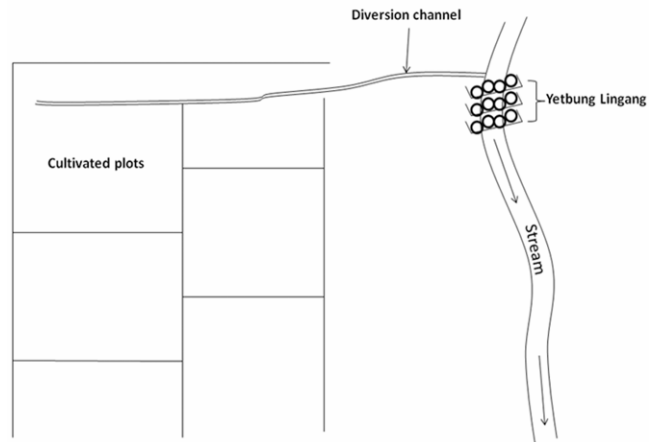 Diversion channel
Yetbung Lingang
Cultivated plots
Stream